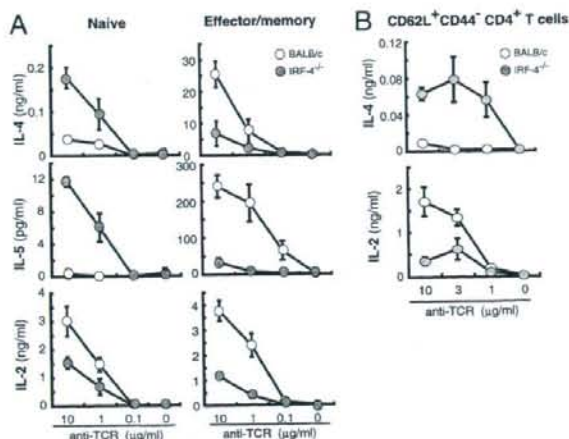 A
Naive
Effector/memory
IL-4 (ng/ml)
0.2
0.1
0
30
20
10
0
BALB/c
IRF-4-/-
IL-5 (pg/ml)
12
8
4
0
300
200
100
0
IL-2 (ng/ml)
4
3
2
1
0
4
3
2
1
0
10 1 0.1 0
anti-TCR (μg/ml)
10 1 0.1 0
anti-TCR (μg/ml)
B
CD62L+CD44- CD4+ T cells
BALB/c
IRF-4-/-
IL-4 (ng/ml)
0.12
0.08
0.04
0
IL-2 (ng/ml)
2
1
0
10 3 1 0
anti-TCR (μg/ml)